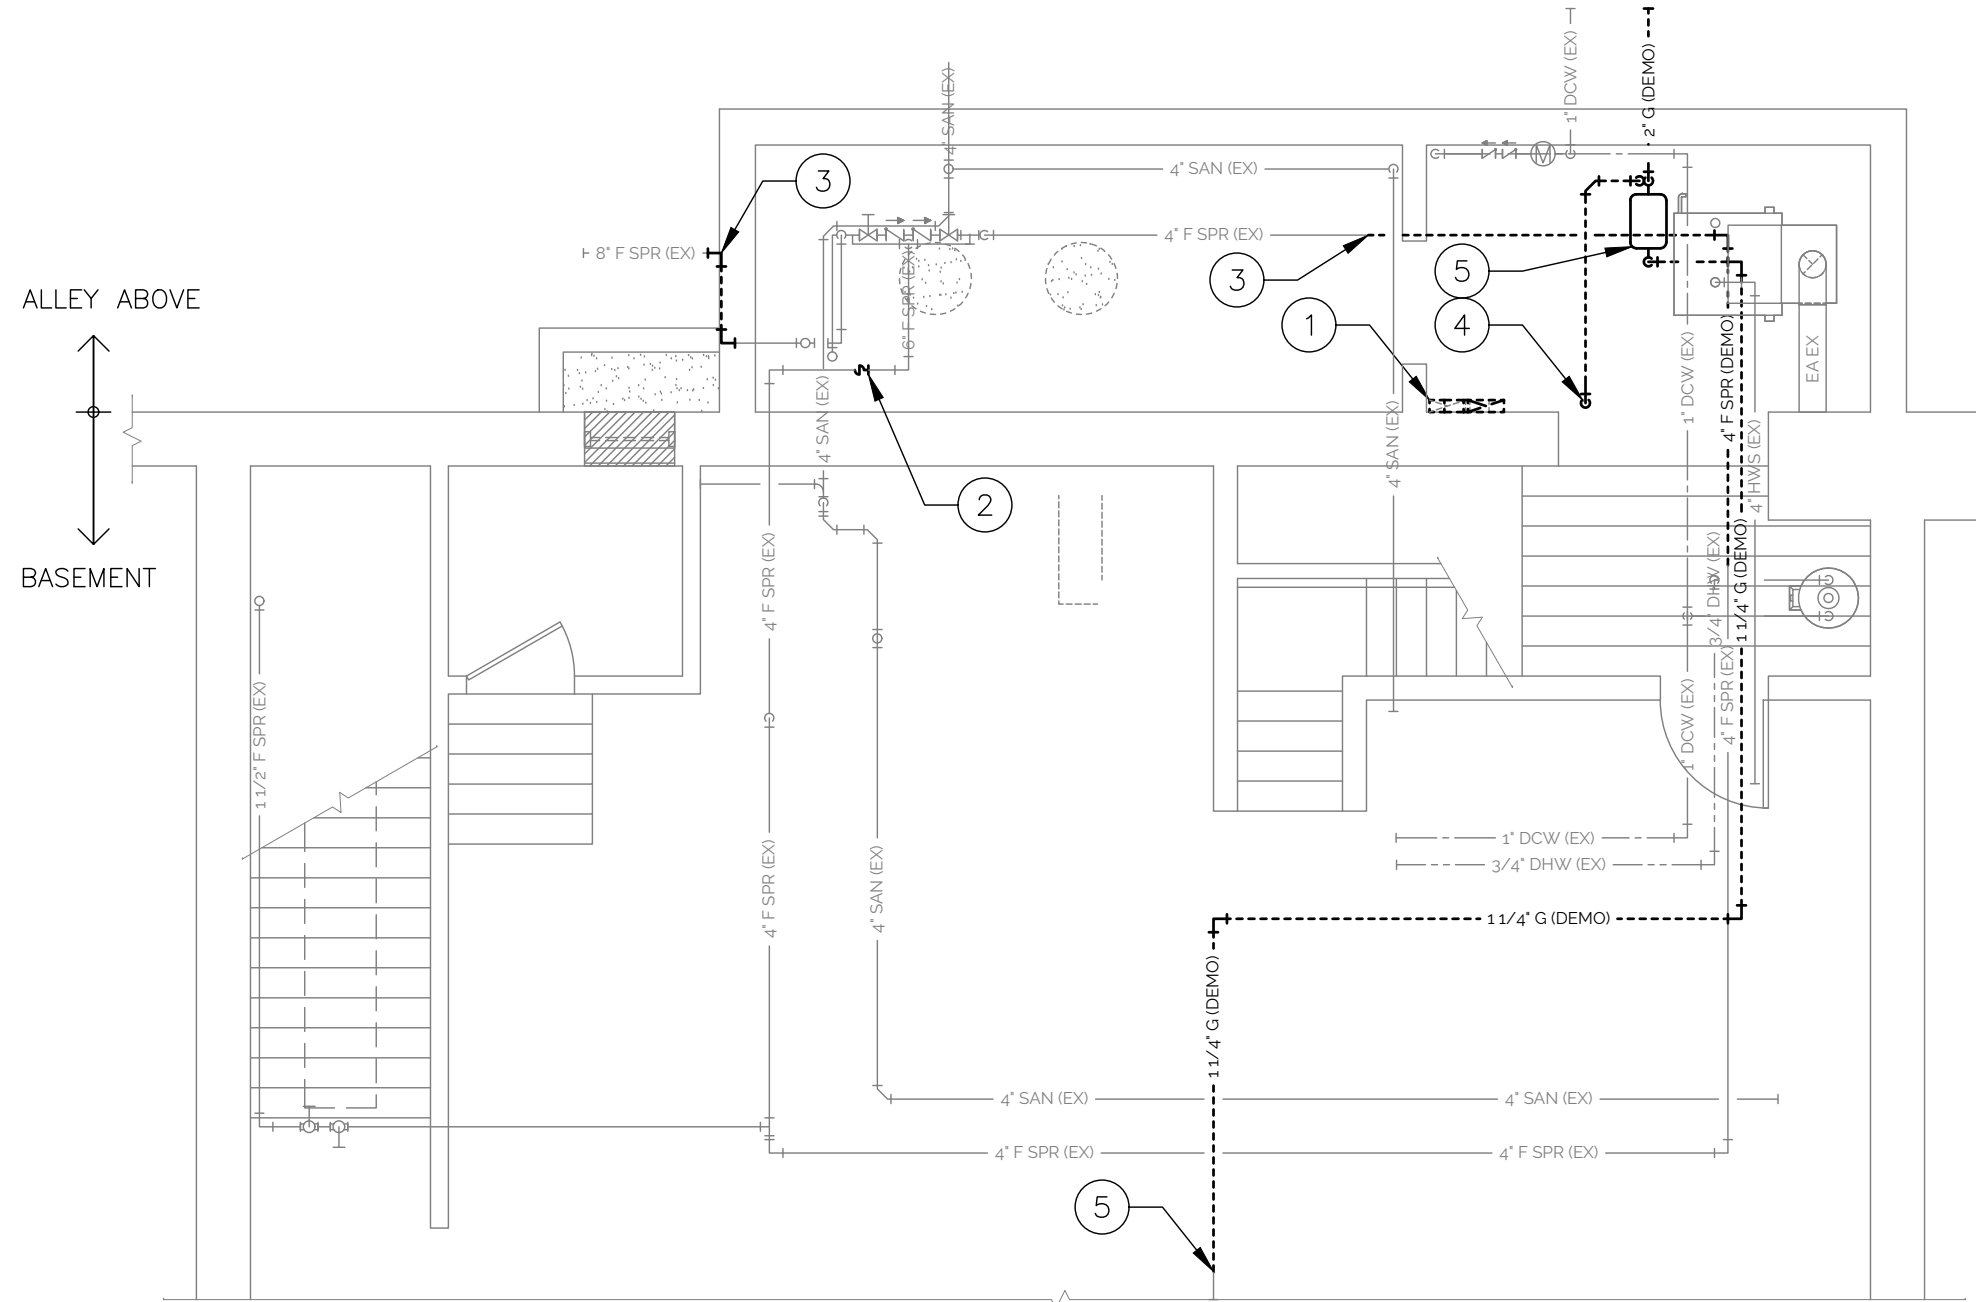 1" DCW (EX)
2" G (DEMO)
4" SAN (EX)
4" SAN (EX)
3
4" F SPR (EX)
8" F SPR (EX)
6" F SPR (EX)
3
5
1
4
ALLEY ABOVE
BASEMENT
4" SAN (EX)
4" SAN (EX)
1" DCW (EX)
4" F SPR (DEMO)
EA EX
4" HWS (EX)
2
4" F SPR (EX)
3/4" DHW (EX)
1 1/4" G (DEMO)
1 1/2" F SPR (EX)
1" DCW (EX)
4" F SPR (EX)
4" F SPR (EX)
4" SAN (EX)
1" DCW (EX)
3/4" DHW (EX)
1 1/4" G (DEMO)
1 1/4" G (DEMO)
4" SAN (EX)
4" SAN (EX)
4" F SPR (EX)
4" F SPR (EX)
5